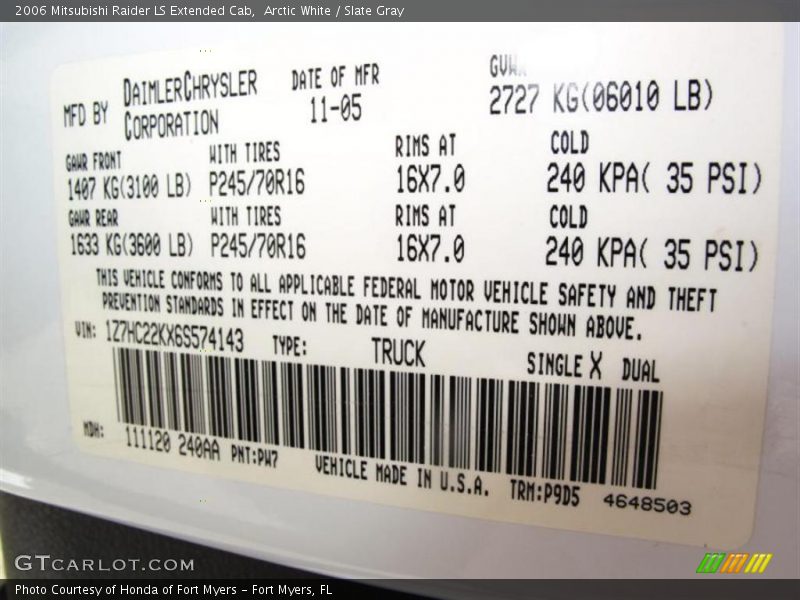 2006 Mitsubishi Raider LS Extended Cab,  Arctic White / Slate Gray
MFD BY DAIMLERCHRYSLER CORPORATION DATE OF MFR 11-05 GVWR 2727 KG(06010 LB)
GAWR FRONT WITH TIRES RIMS AT COLD
1407 KG(3100 LB) P245/70R16 16X7.0 240 KPA( 35 PSI)
GAWR REAR WITH TIRES RIMS AT COLD
1633 KG(3600 LB) P245/70R16 16X7.0 240 KPA( 35 PSI)
THIS VEHICLE CONFORMS TO ALL APPLICABLE FEDERAL MOTOR VEHICLE SAFETY AND THEFT
PREVENTION STANDARDS IN EFFECT ON THE DATE OF MANUFACTURE SHOWN ABOVE.
VIN: 1Z7HC22KX6S574143 TYPE: TRUCK SINGLE X DUAL
MDH: 111120 240AA PNT:PW7 VEHICLE MADE IN U.S.A. TRM:P9D5 4648503
GTCARLOT.COM
Photo Courtesy of Honda of Fort Myers – Fort Myers, FL